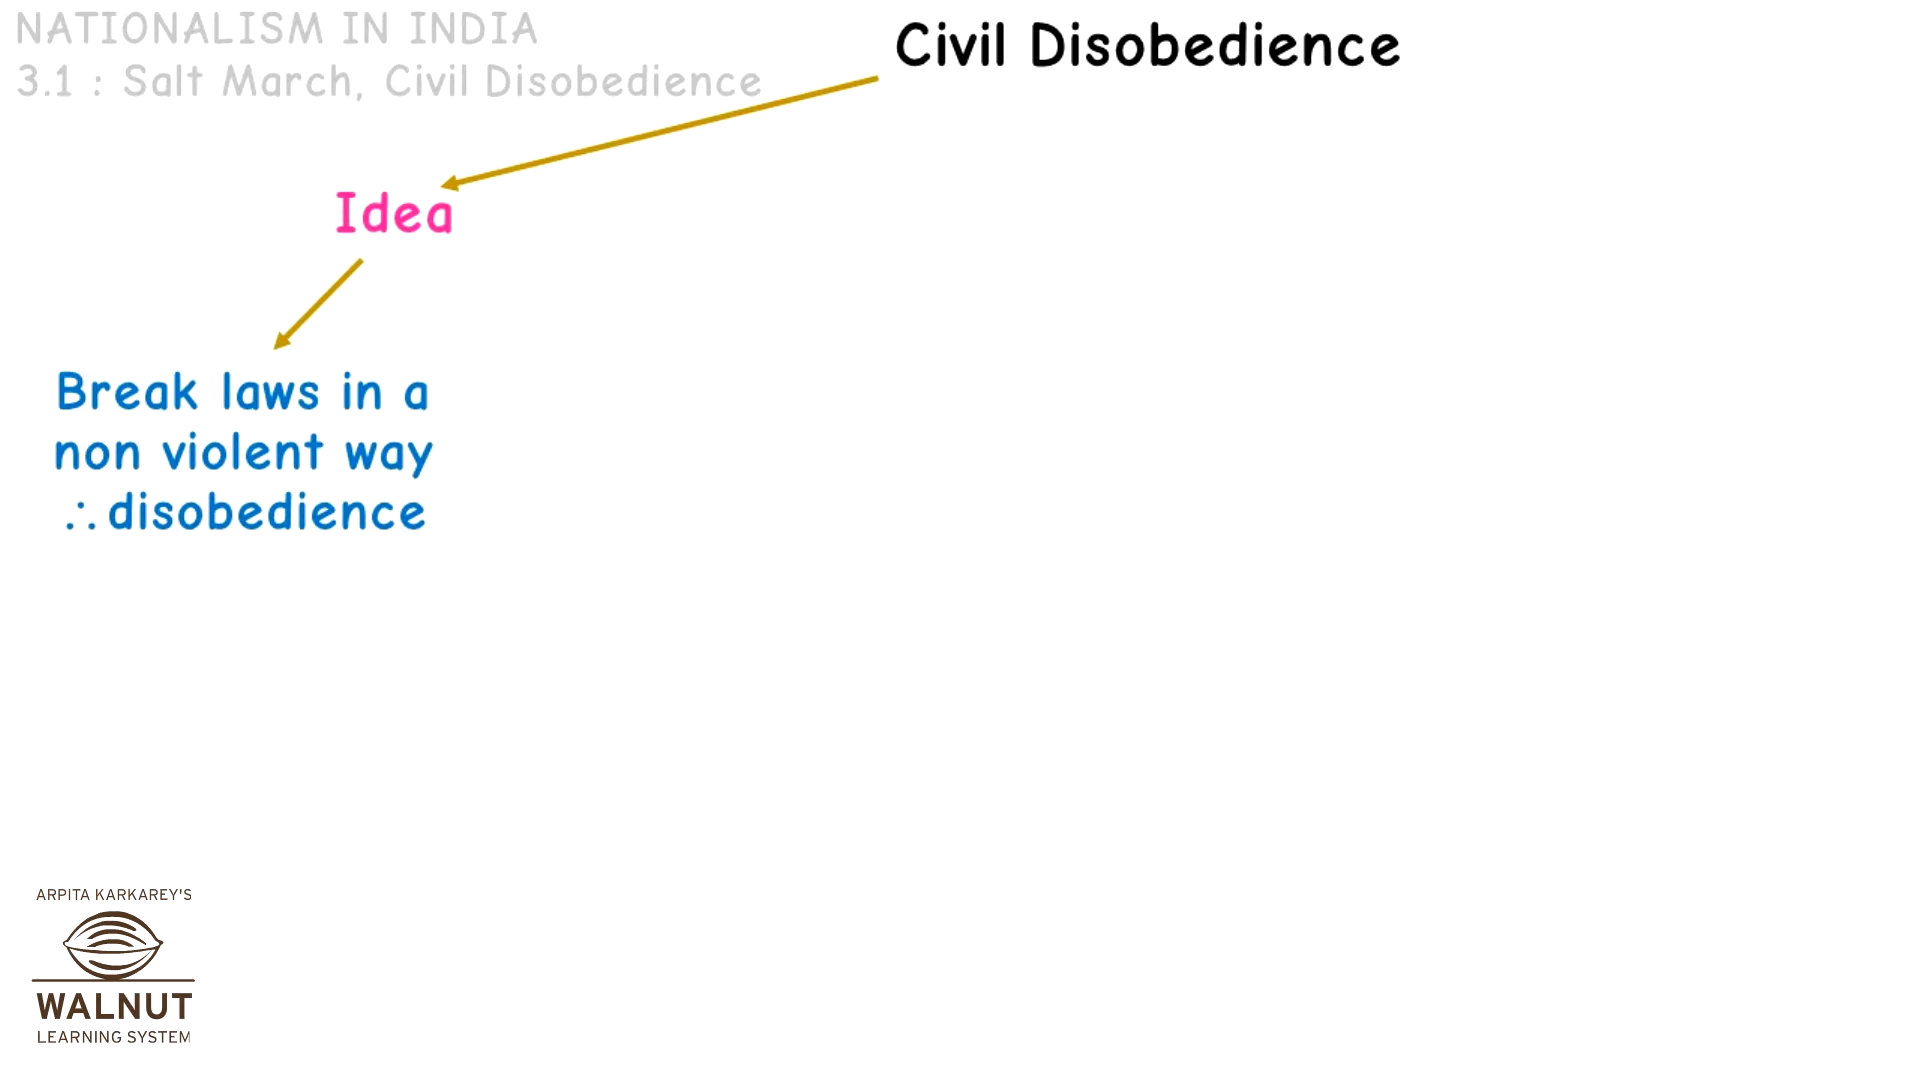 NATIONALISM IN INDIA
3.1 : Salt March, Civil Disobedience
Civil Disobedience
Idea
Break laws in a
non violent way
∴ disobedience
ARPITA KARKAREY'S
WALNUT
LEARNING SYSTEM